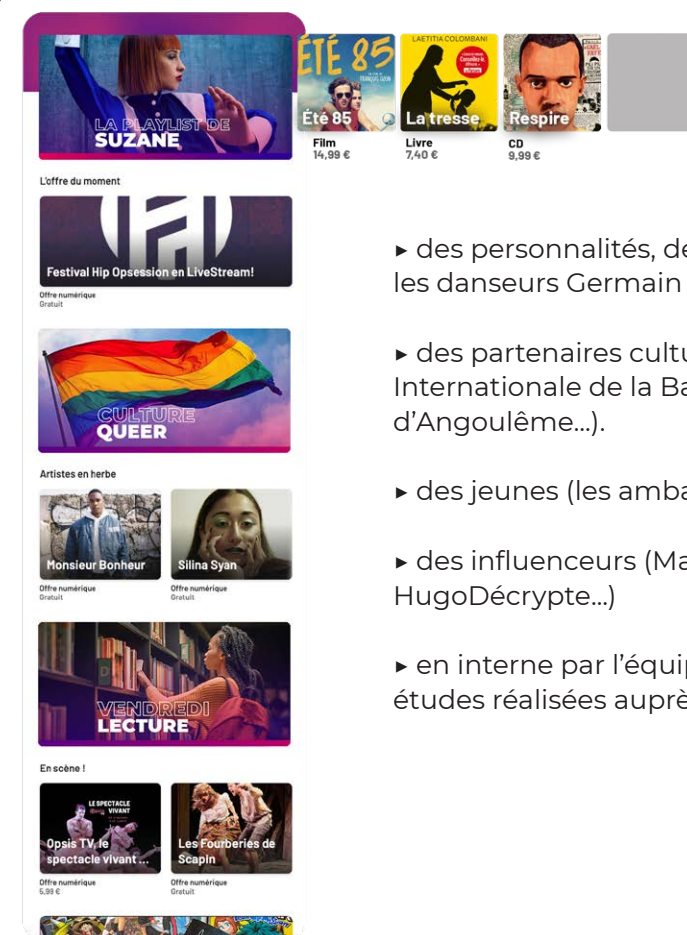 LA PLAYLIST DE
SUZANE
L'offre du moment
Festival Hip Opsession en LiveStream!
Offre numérique
Gratuit
CULTURE
QUEER
Artistes en herbe
Monsieur Bonheur
Offre numérique
Gratuit
Silina Syan
Offre numérique
Gratuit
VENDREDI
LECTURE
En scène !
LE SPECTACLE
VIVANT
Opsis TV, le
spectacle vivant ...
Offre numérique
5,99 €
Les Fourberies de
Scapin
Offre numérique
Gratuit
ÉTÉ 85
FRANÇOIS OZON
Été 85
Film
14,99 €
LAETITIA COLOMBANI
La tresse
Livre
7,40 €
Respire
CD
9,99 €
▸ des personnalités, de
les danseurs Germain
▸ des partenaires cultu
Internationale de la Ba
d’Angoulême…).
▸ des jeunes (les amba
▸ des influenceurs (Ma
HugoDécrypte…)
▸ en interne par l’équip
études réalisées auprè